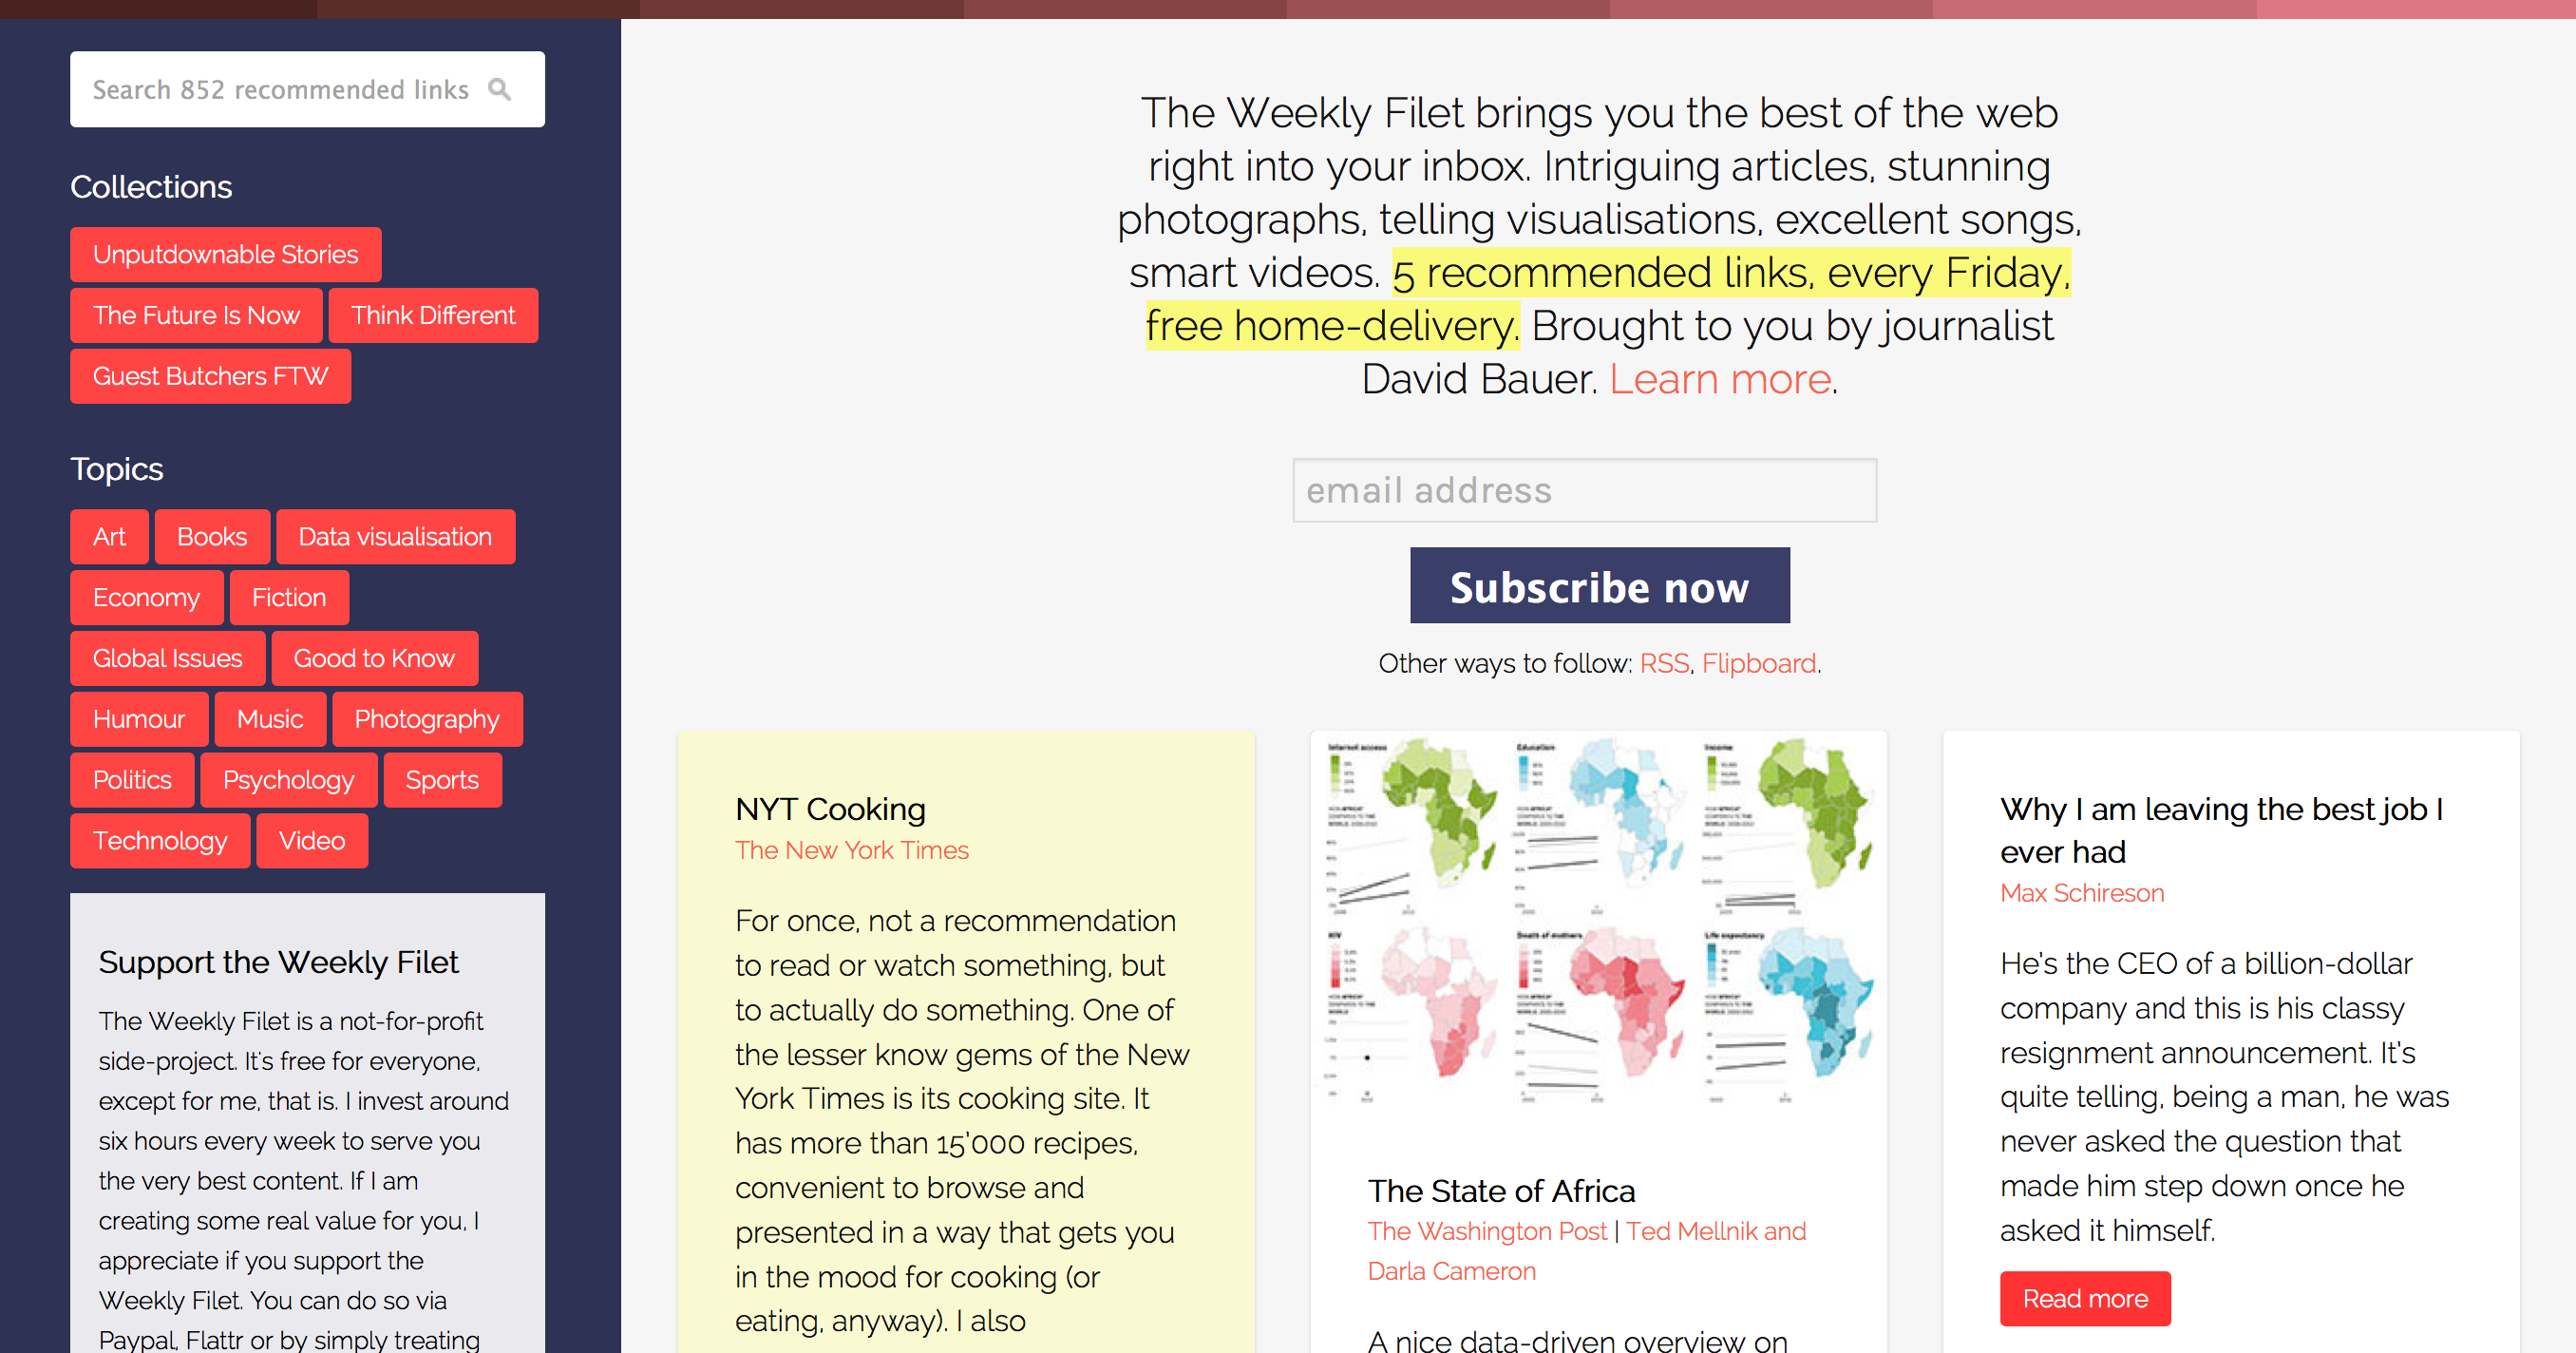 Search 852 recommended links
Collections
Unputdownable Stories
The Future Is Now
Think Different
Guest Butchers FTW
Topics
Art
Books
Data visualisation
Economy
Fiction
Global Issues
Good to Know
Humour
Music
Photography
Politics
Psychology
Sports
Technology
Video
Support the Weekly Filet
The Weekly Filet is a not-for-profit
side-project. It's free for everyone,
except for me, that is. I invest around
six hours every week to serve you
the very best content. If I am
creating some real value for you, I
appreciate if you support the
Weekly Filet. You can do so via
Paypal, Flattr or by simply treating
The Weekly Filet brings you the best of the web
right into your inbox. Intriguing articles, stunning
photographs, telling visualisations, excellent songs,
smart videos. 5 recommended links, every Friday,
free home-delivery. Brought to you by journalist
David Bauer. Learn more.
email address
Subscribe now
Other ways to follow: RSS, Flipboard.
NYT Cooking
The New York Times
For once, not a recommendation
to read or watch something, but
to actually do something. One of
the lesser know gems of the New
York Times is its cooking site. It
has more than 15'000 recipes,
convenient to browse and
presented in a way that gets you
in the mood for cooking (or
eating, anyway). I also
Internet access
Education
Income
HIV
Death of mothers
Life expectancy
The State of Africa
The Washington Post | Ted Mellnik and
Darla Cameron
A nice data-driven overview on
Why I am leaving the best job I
ever had
Max Schireson
He's the CEO of a billion-dollar
company and this is his classy
resignation announcement. It's
quite telling, being a man, he was
never asked the question that
made him step down once he
asked it himself.
Read more